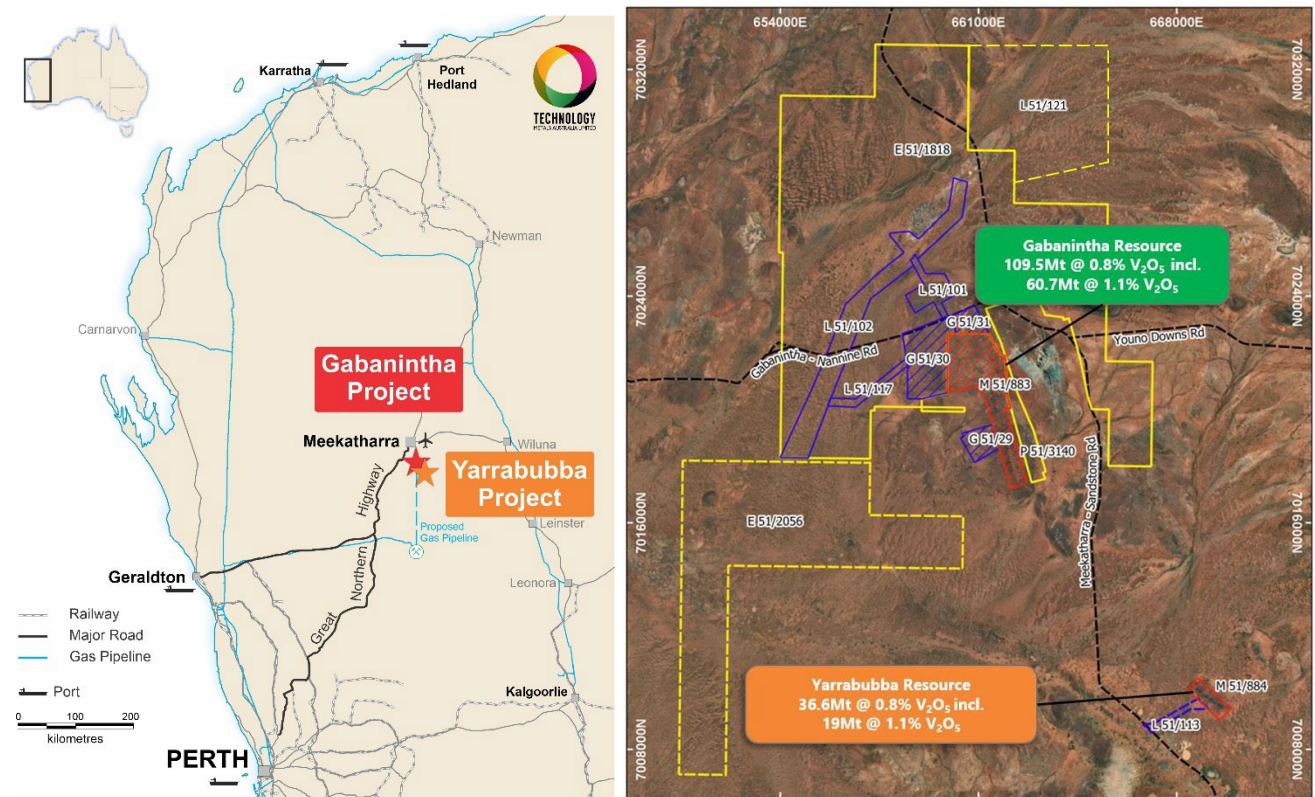 Karratha
Port
Hedland
TECHNOLOGY
METALS AUSTRALIA LIMITED
Newman
Carnarvon
Gabanintha
Project
Meekatharra
Wiluna
Yarrabubba
Project
Highway
Proposed
Gas Pipeline
Leinster
Geraldton
Northern
Leonora
Great
Railway
Major Road
Gas Pipeline
Port
Kalgoorlie
0 100 200
kilometres
PERTH
654000E 661000E 668000E
7032000N 7032000N
L 51/121
E 51/1818
Gabanintha Resource
109.5Mt @ 0.8% V₂O₅ incl.
60.7Mt @ 1.1% V₂O₅
7024000N 7024000N
L 51/101
L 51/102
G 51/31
Youno Downs Rd
Gabanintha - Nannine Rd
G 51/30
L 51/117
M 51/883
G 51/29
P 51/3140
Meekatharra - Sandstone Rd
E 51/2056
7016000N 7016000N
Yarrabubba Resource
36.6Mt @ 0.8% V₂O₅ incl.
19Mt @ 1.1% V₂O₅
M 51/884
L 51/113
7008000N 7008000N